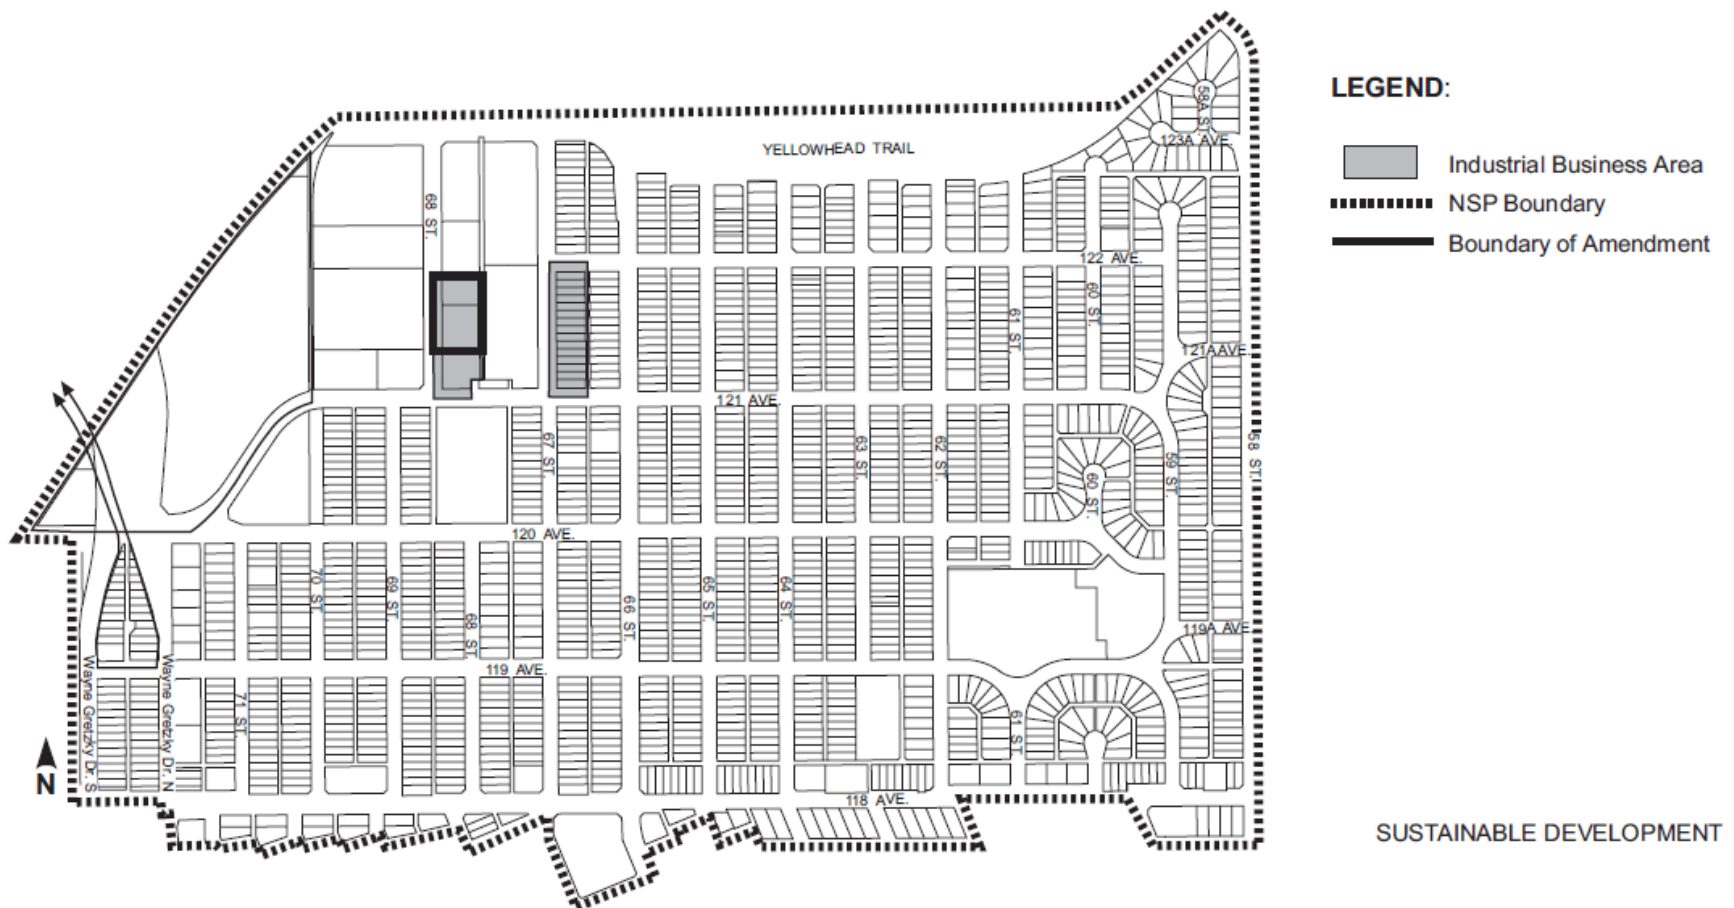 LEGEND:
Industrial Business Area
NSP Boundary
Boundary of Amendment
YELLOWHEAD TRAIL
58A ST.
123A AVE.
68 ST.
122 AVE.
60 ST.
61 ST.
121A AVE.
121 AVE.
67 ST.
63 ST.
62 ST.
60 ST.
59 ST.
58 ST.
120 AVE.
70 ST.
69 ST.
68 ST.
66 ST.
65 ST.
64 ST.
119A AVE
119 AVE.
Wayne Gretzky Dr. S
Wayne Gretzky Dr. N
71 ST.
61 ST.
N
118 AVE.
SUSTAINABLE DEVELOPMENT